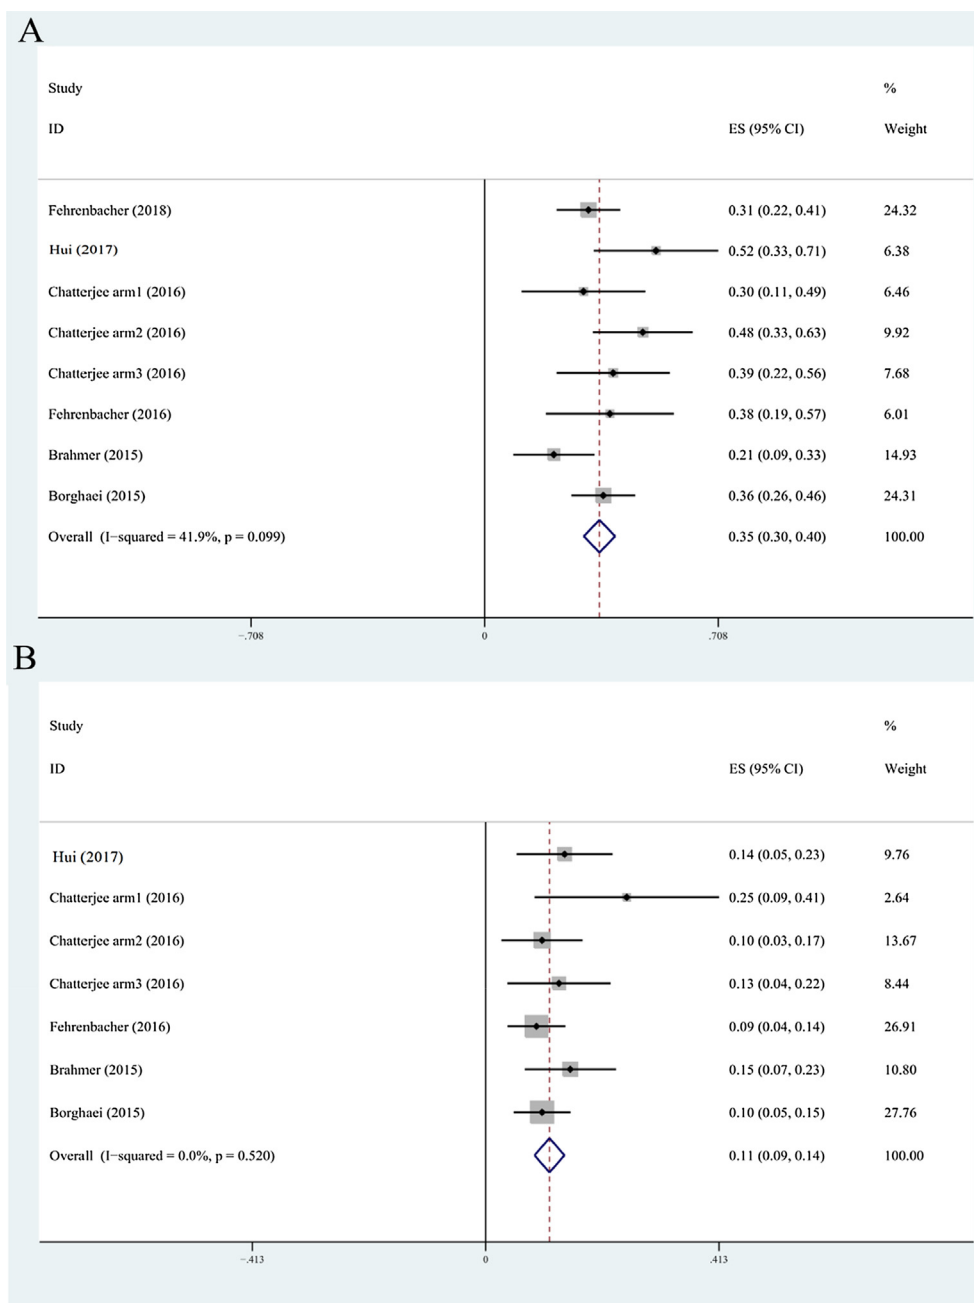 A
Study %
ID ES (95% CI) Weight
Fehrenbacher (2018) 0.31 (0.22, 0.41) 24.32
Hui (2017) 0.52 (0.33, 0.71) 6.38
Chatterjee arm1 (2016) 0.30 (0.11, 0.49) 6.46
Chatterjee arm2 (2016) 0.48 (0.33, 0.63) 9.92
Chatterjee arm3 (2016) 0.39 (0.22, 0.56) 7.68
Fehrenbacher (2016) 0.38 (0.19, 0.57) 6.01
Brahmer (2015) 0.21 (0.09, 0.33) 14.93
Borghaei (2015) 0.36 (0.26, 0.46) 24.31
Overall (I−squared = 41.9%, p = 0.099) 0.35 (0.30, 0.40) 100.00
−.708 0 .708
B
Study %
ID ES (95% CI) Weight
Hui (2017) 0.14 (0.05, 0.23) 9.76
Chatterjee arm1 (2016) 0.25 (0.09, 0.41) 2.64
Chatterjee arm2 (2016) 0.10 (0.03, 0.17) 13.67
Chatterjee arm3 (2016) 0.13 (0.04, 0.22) 8.44
Fehrenbacher (2016) 0.09 (0.04, 0.14) 26.91
Brahmer (2015) 0.15 (0.07, 0.23) 10.80
Borghaei (2015) 0.10 (0.05, 0.15) 27.76
Overall (I−squared = 0.0%, p = 0.520) 0.11 (0.09, 0.14) 100.00
−.413 0 .413